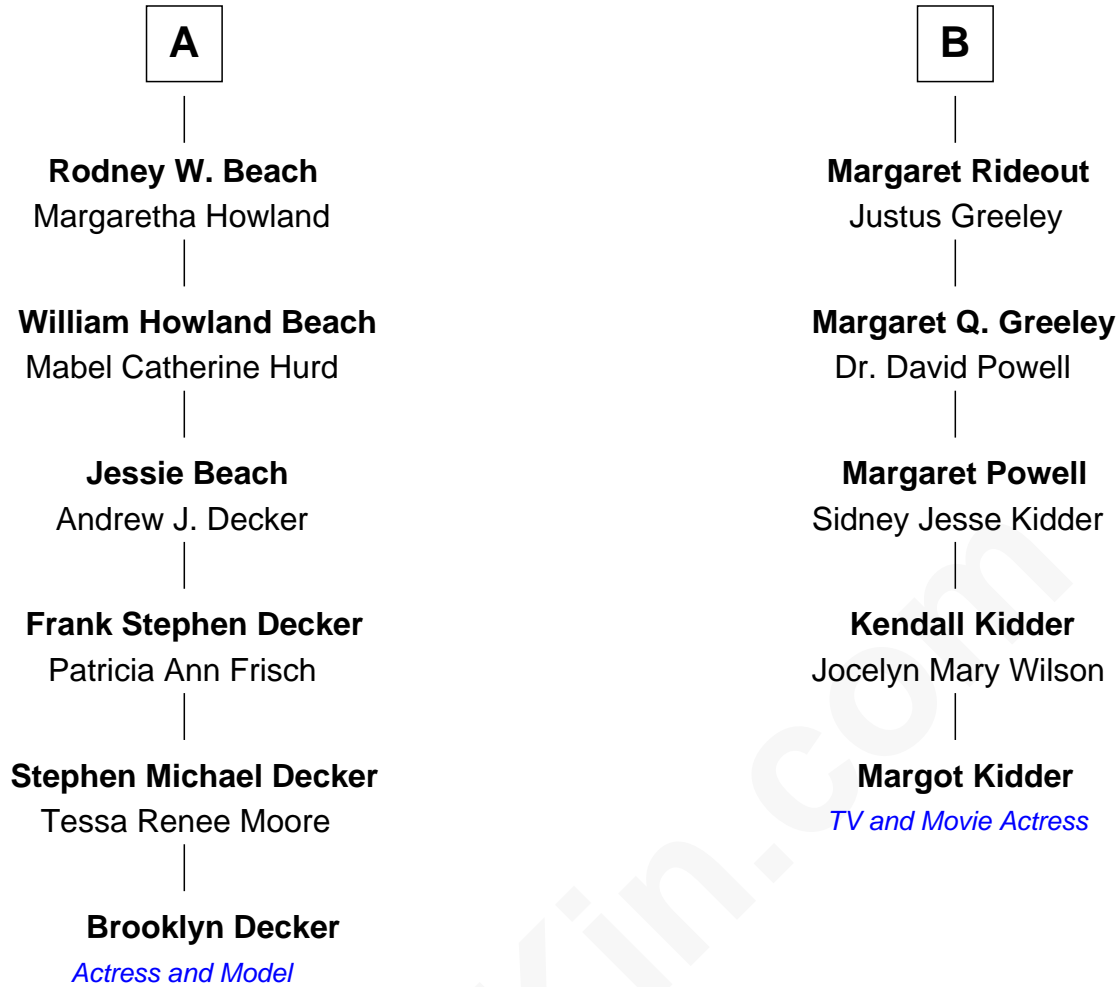 A
Rodney W. Beach
Margaretha Howland
William Howland Beach
Mabel Catherine Hurd
Jessie Beach
Andrew J. Decker
Frank Stephen Decker
Patricia Ann Frisch
Stephen Michael Decker
Tessa Renee Moore
Brooklyn Decker
Actress and Model
B
Margaret Rideout
Justus Greeley
Margaret Q. Greeley
Dr. David Powell
Margaret Powell
Sidney Jesse Kidder
Kendall Kidder
Jocelyn Mary Wilson
Margot Kidder
TV and Movie Actress
Kin.com